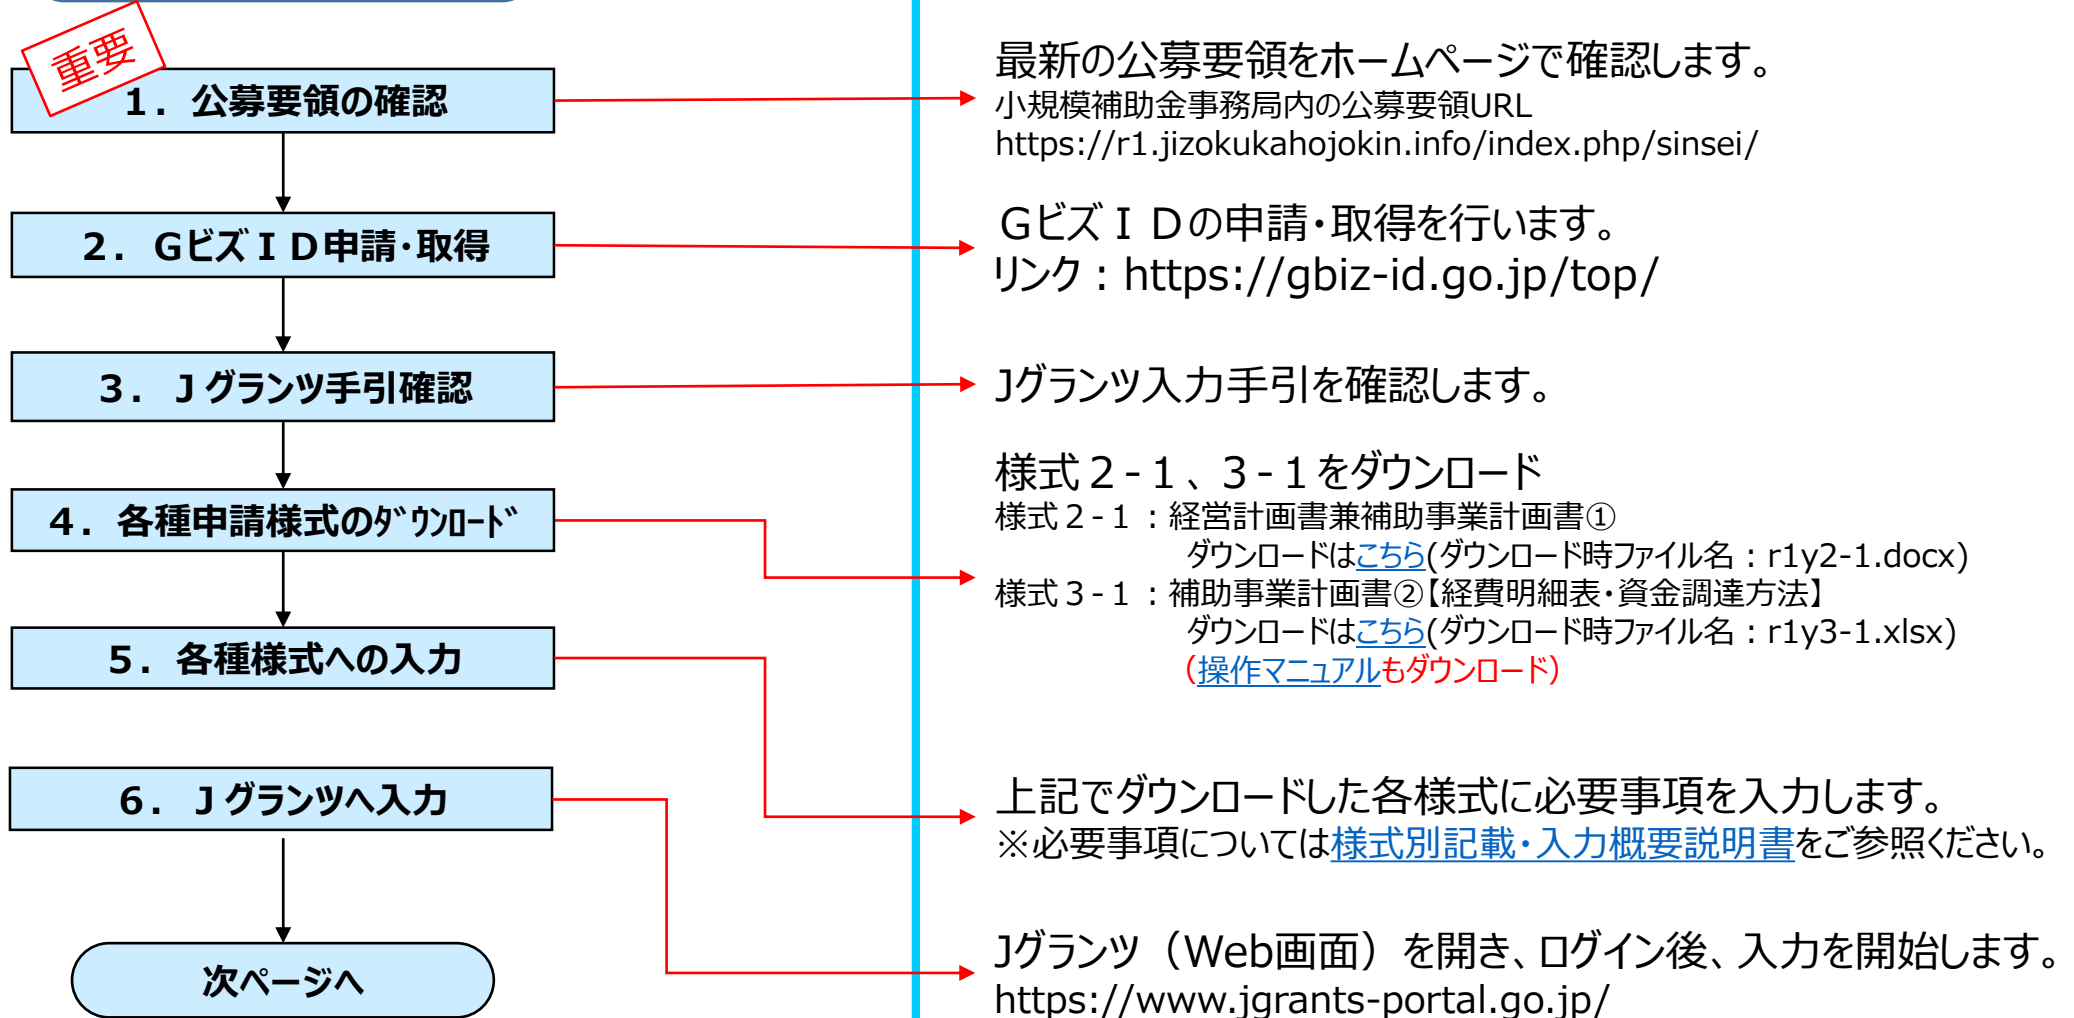 重要
１．公募要領の確認
最新の公募要領をホームページで確認します。
小規模補助金事務局内の公募要領URL
https://r1.jizokukahojokin.info/index.php/sinsei/
２．ＧビズＩＤ申請・取得
ＧビズＩＤの申請・取得を行います。
リンク：https://gbiz-id.go.jp/top/
３．Ｊグランツ手引確認
Jグランツ入力手引を確認します。
４．各種申請様式のﾀﾞｳﾝﾛｰﾄﾞ
様式２-１、３-１をダウンロード
様式２-１：経営計画書兼補助事業計画書①
ダウンロードはこちら(ダウンロード時ファイル名：r1y2-1.docx)
様式３-１：補助事業計画書②【経費明細表・資金調達方法】
ダウンロードはこちら(ダウンロード時ファイル名：r1y3-1.xlsx)
（操作マニュアルもダウンロード）
５．各種様式への入力
上記でダウンロードした各様式に必要事項を入力します。
※必要事項については様式別記載・入力概要説明書をご参照ください。
６．Ｊグランツへ入力
Jグランツ（Web画面）を開き、ログイン後、入力を開始します。
https://www.jgrants-portal.go.jp/
次ページへ